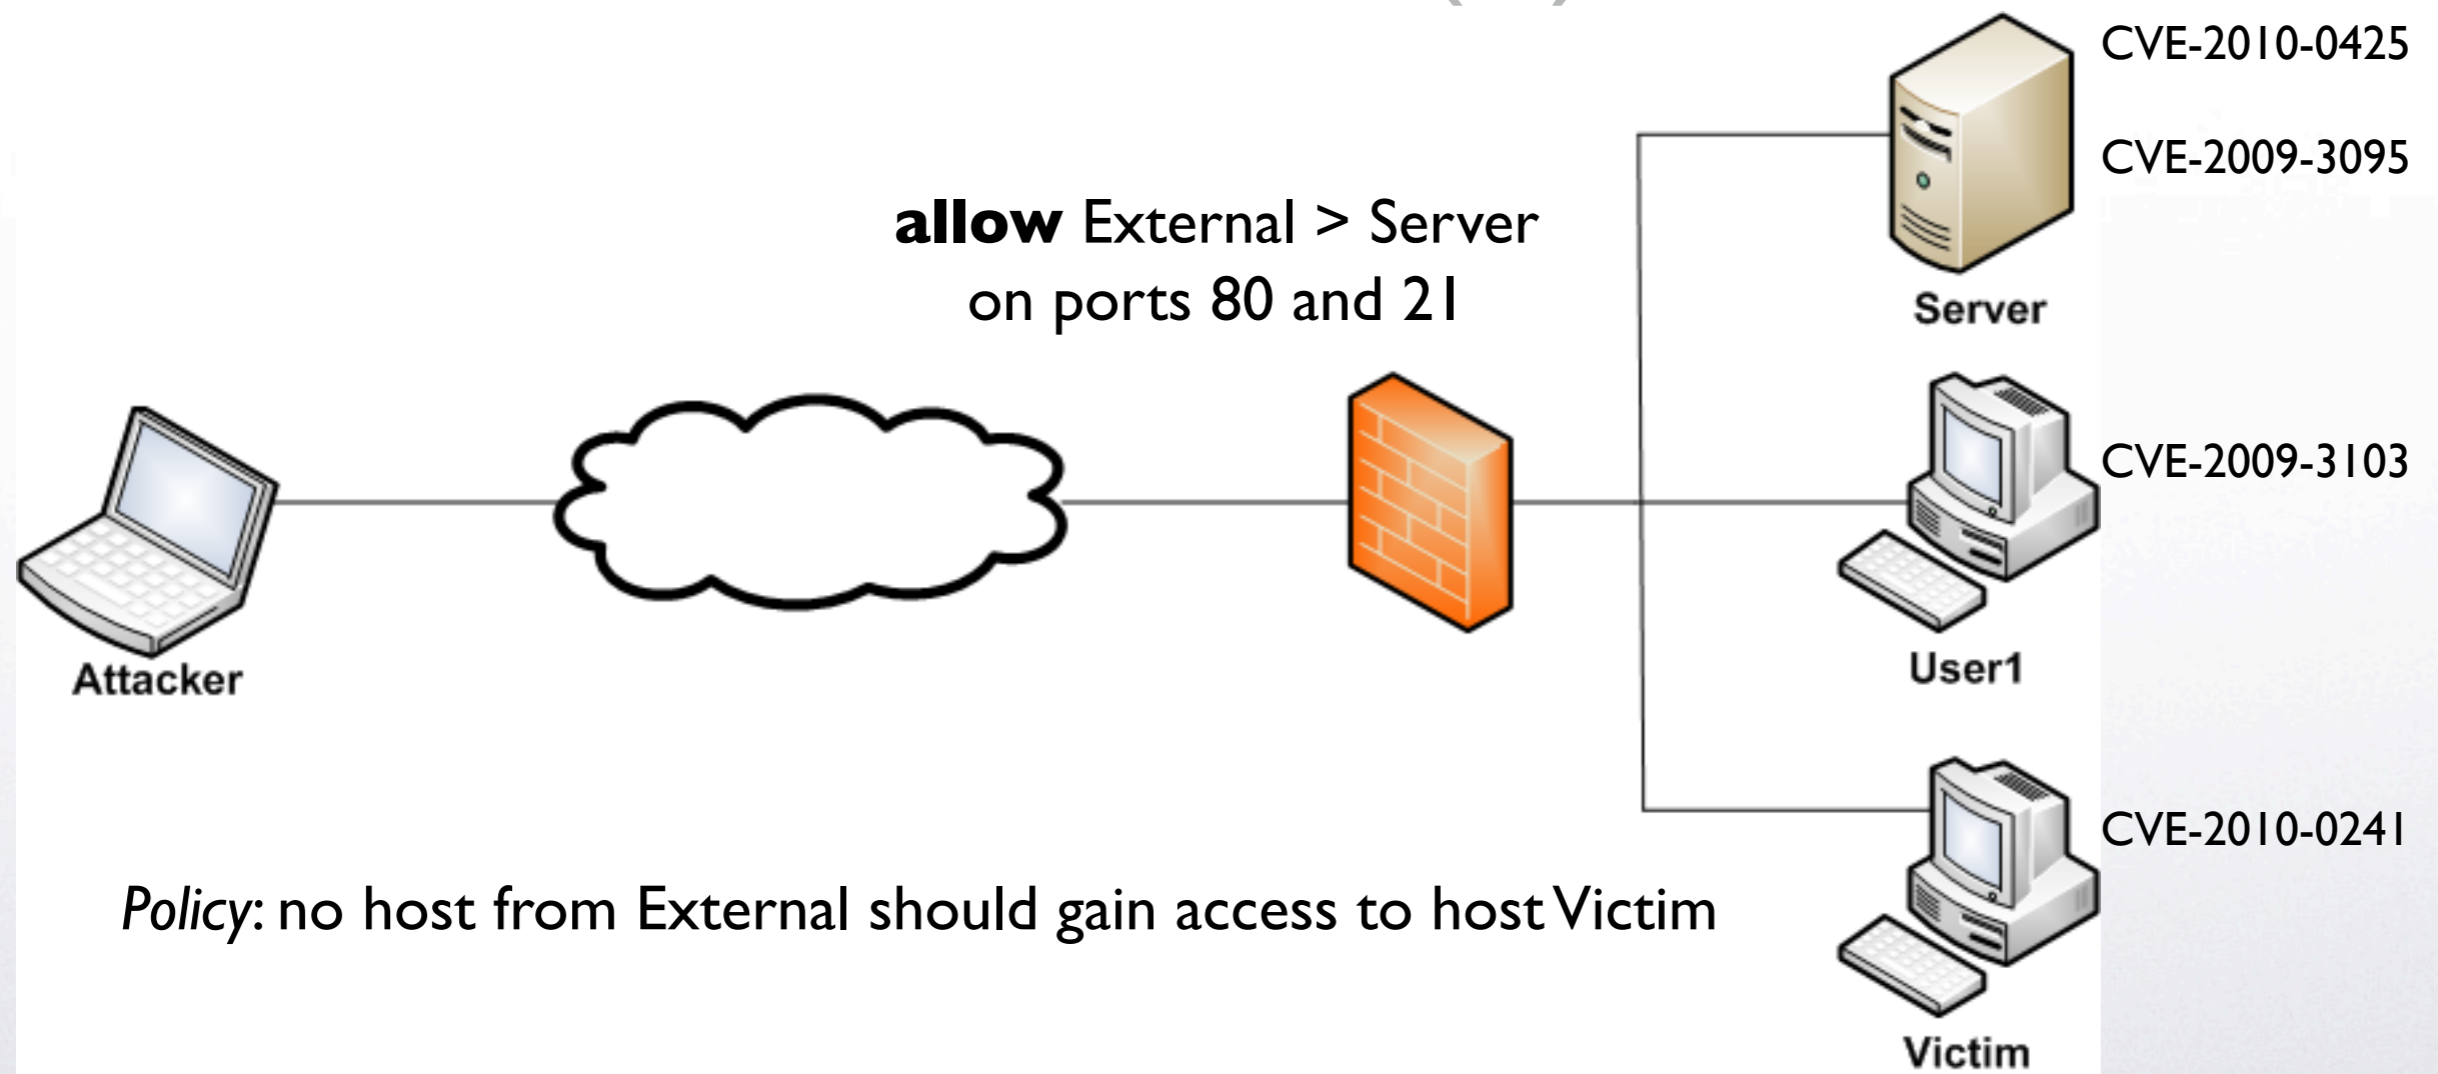 CVE-2010-0425
CVE-2009-3095
allow External > Server
on ports 80 and 21
Server
CVE-2009-3103
Attacker
User1
CVE-2010-0241
Policy: no host from External should gain access to host Victim
Victim